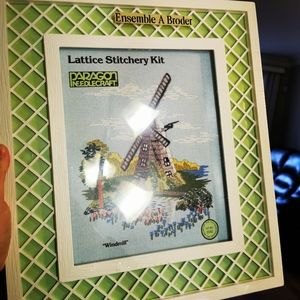 Ensemble A Broder
Lattice Stitchery Kit
PARAGON
NEEDLECRAFT
"Windmill"